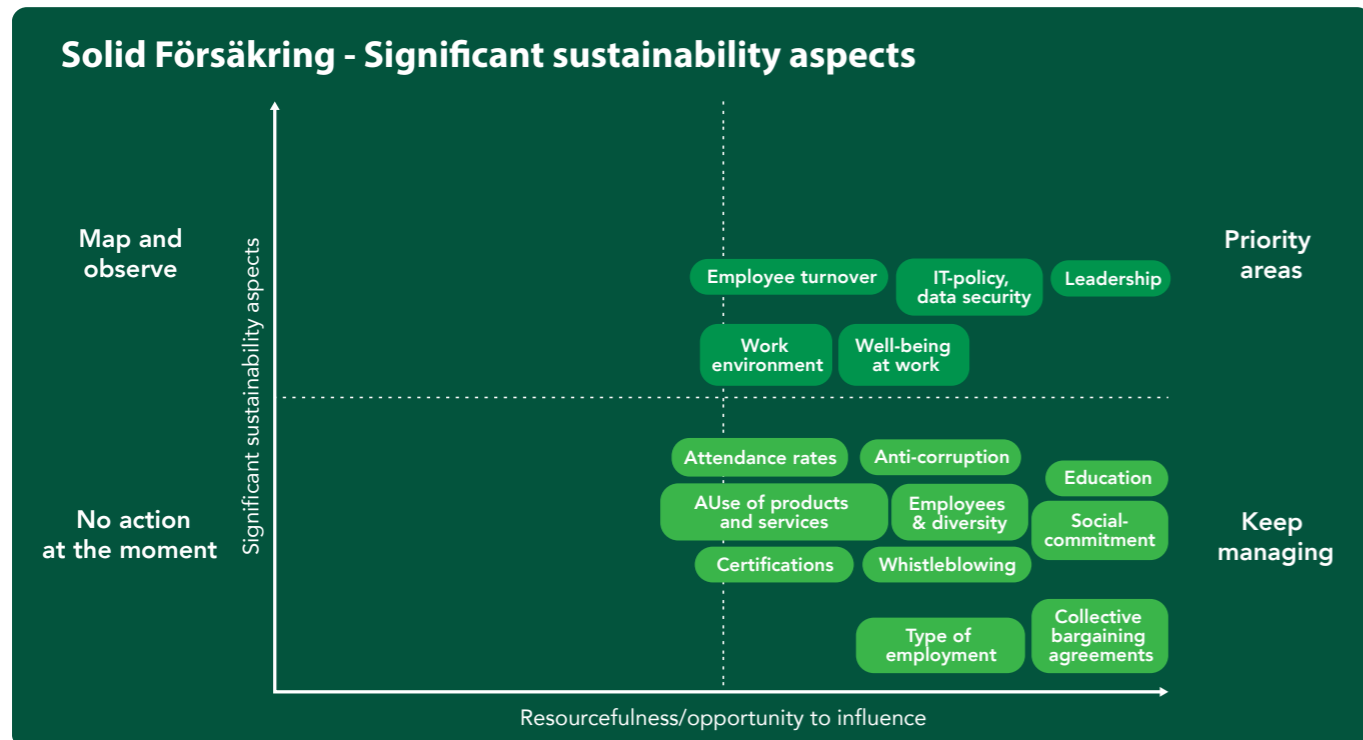 Solid Försäkring - Significant sustainability aspects
Map and
observe
Significant sustainability aspects
Priority
areas
Employee turnover
IT-policy,
data security
Leadership
Work
environment
Well-being
at work
No action
at the moment
Keep
managing
Attendance rates
Anti-corruption
Education
AUse of products
and services
Employees
& diversity
Social-
commitment
Certifications
Whistleblowing
Type of
employment
Collective
bargaining
agreements
Resourcefulness/opportunity to influence